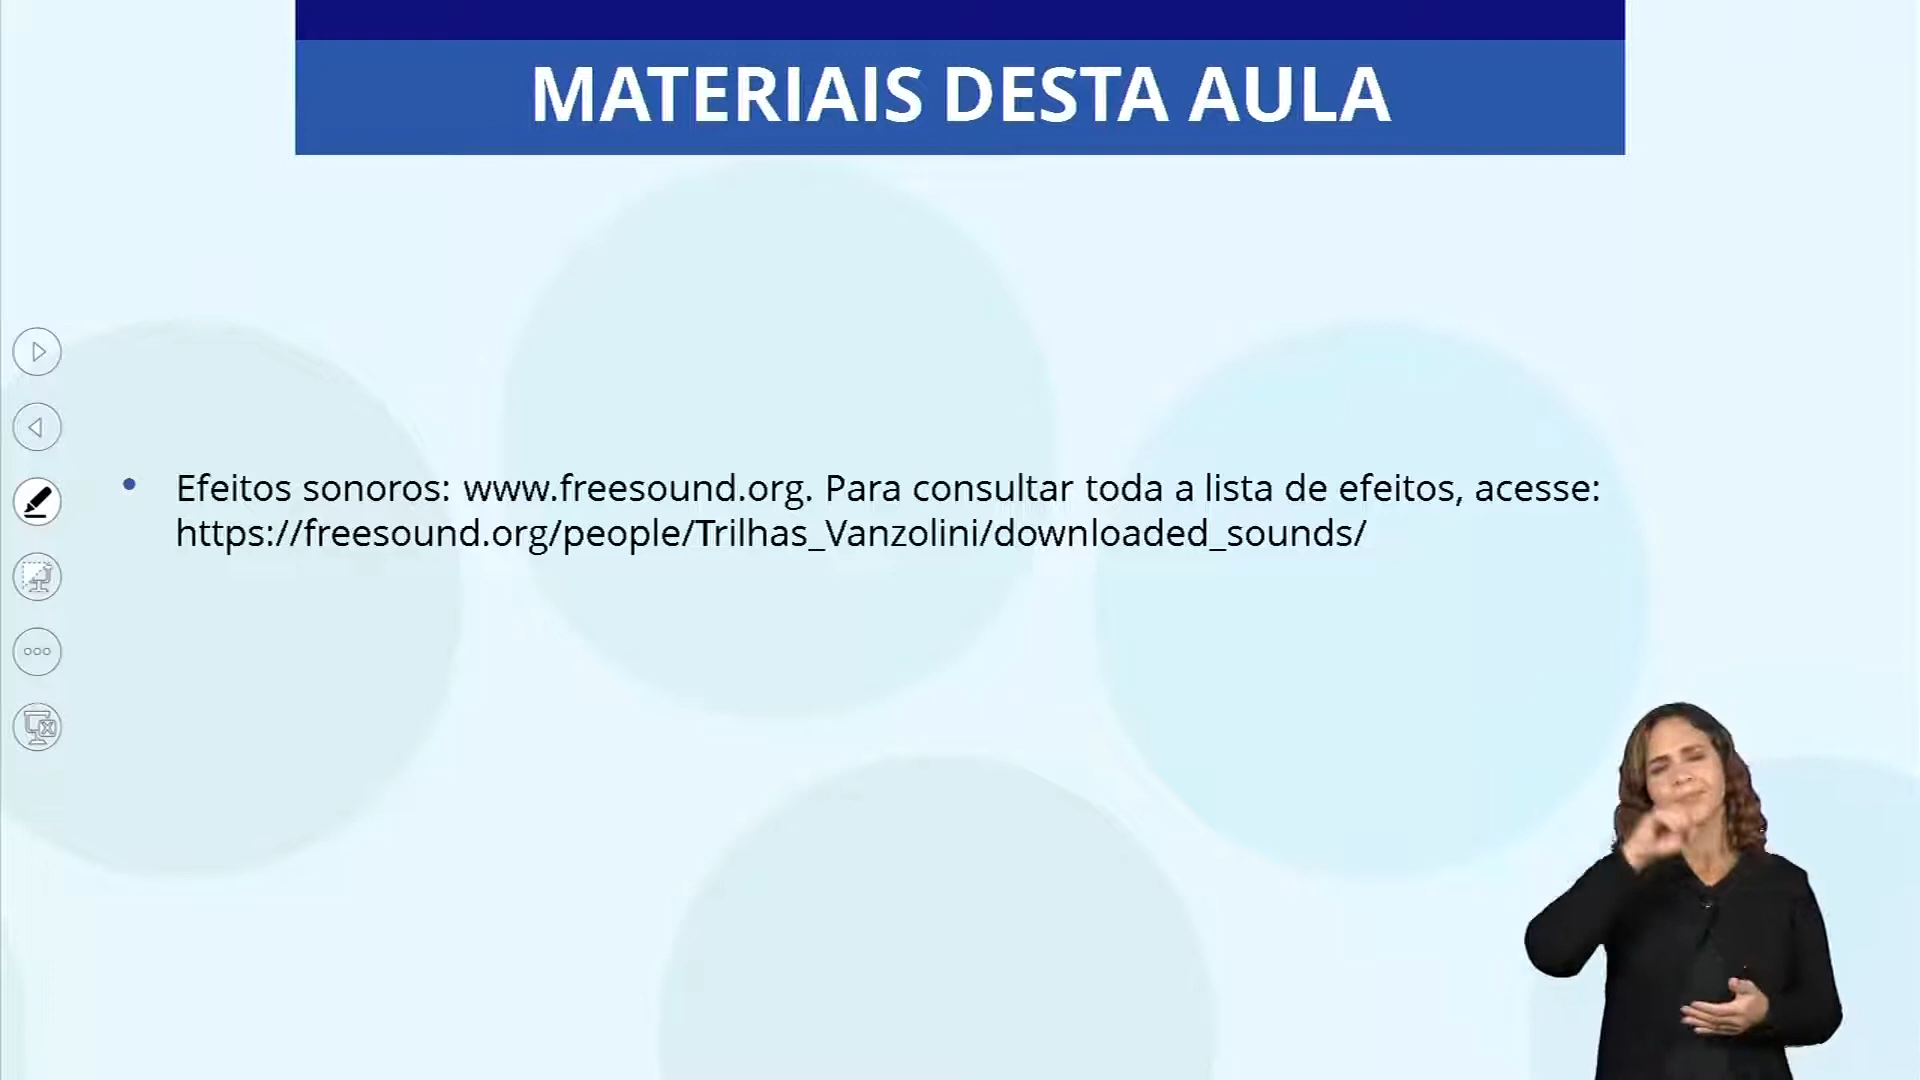 MATERIAIS DESTA AULA
Efeitos sonoros: www.freesound.org. Para consultar toda a lista de efeitos, acesse:
https://freesound.org/people/Trilhas_Vanzolini/downloaded_sounds/